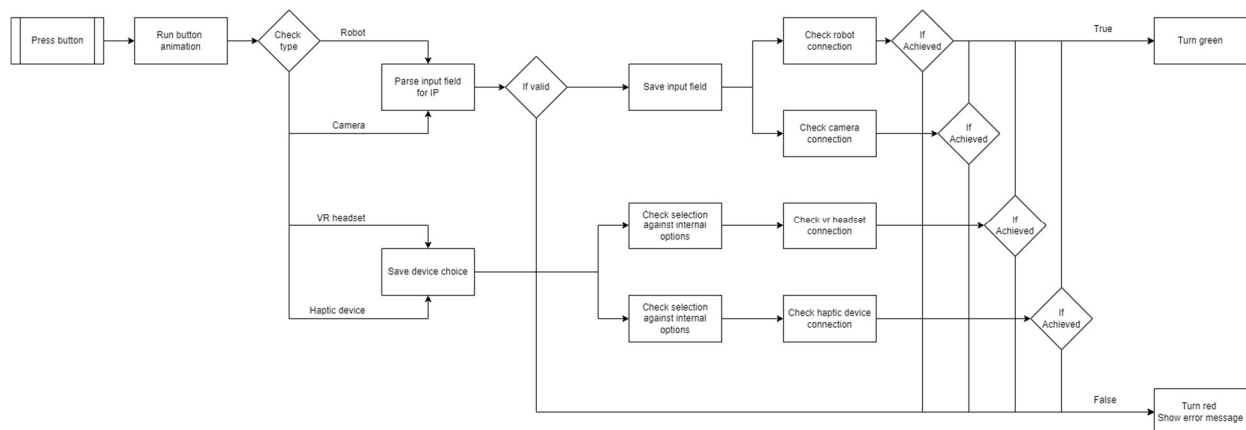 Press button
Run button
animation
Check
type
Robot
Camera
VR headset
Haptic device
Parse input field
for IP
If valid
Save input field
Check robot
connection
If
Achieved
Check camera
connection
If
Achieved
Save device choice
Check selection
against internal
options
Check vr headset
connection
If
Achieved
Check selection
against internal
options
Check haptic device
connection
If
Achieved
True
Turn green
False
Turn red
Show error message